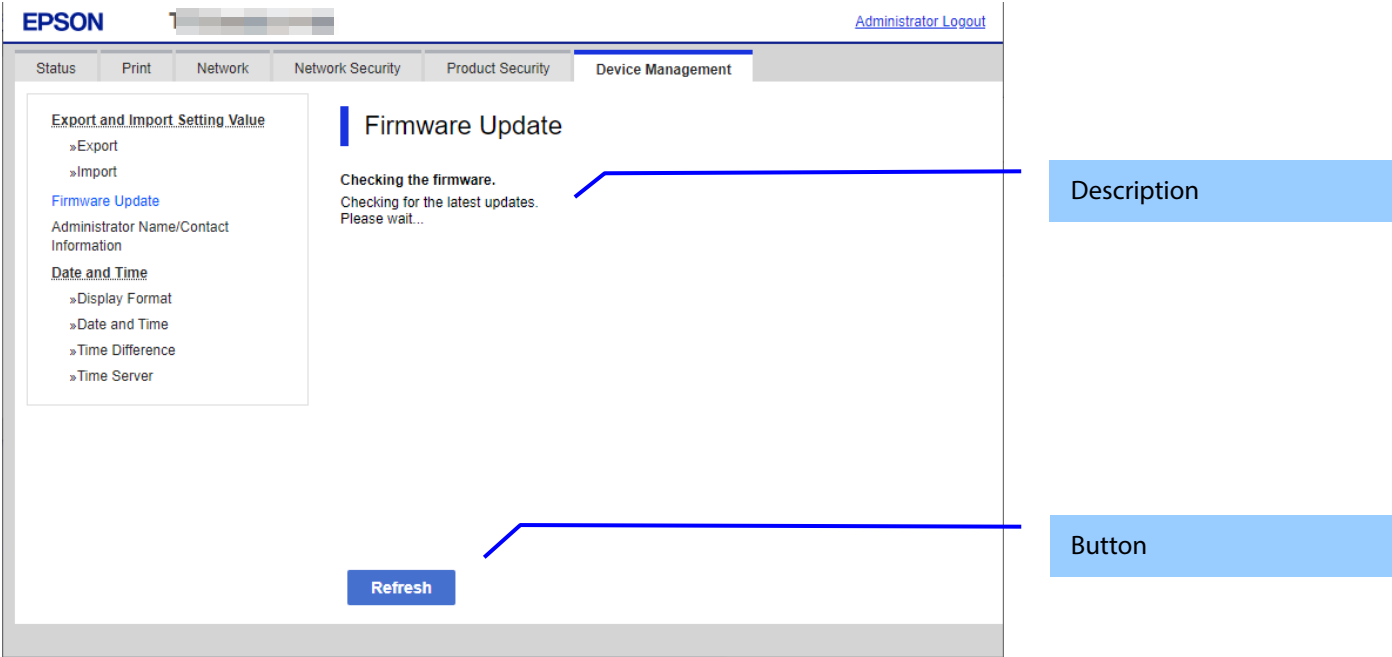 EPSON
Administrator Logout
Status Print Network Network Security Product Security Device Management
Export and Import Setting Value
»Export
»Import
Firmware Update
Administrator Name/Contact
Information
Date and Time
»Display Format
»Date and Time
»Time Difference
»Time Server
Firmware Update
Checking the firmware.
Checking for the latest updates.
Please wait...
Refresh
Description
Button